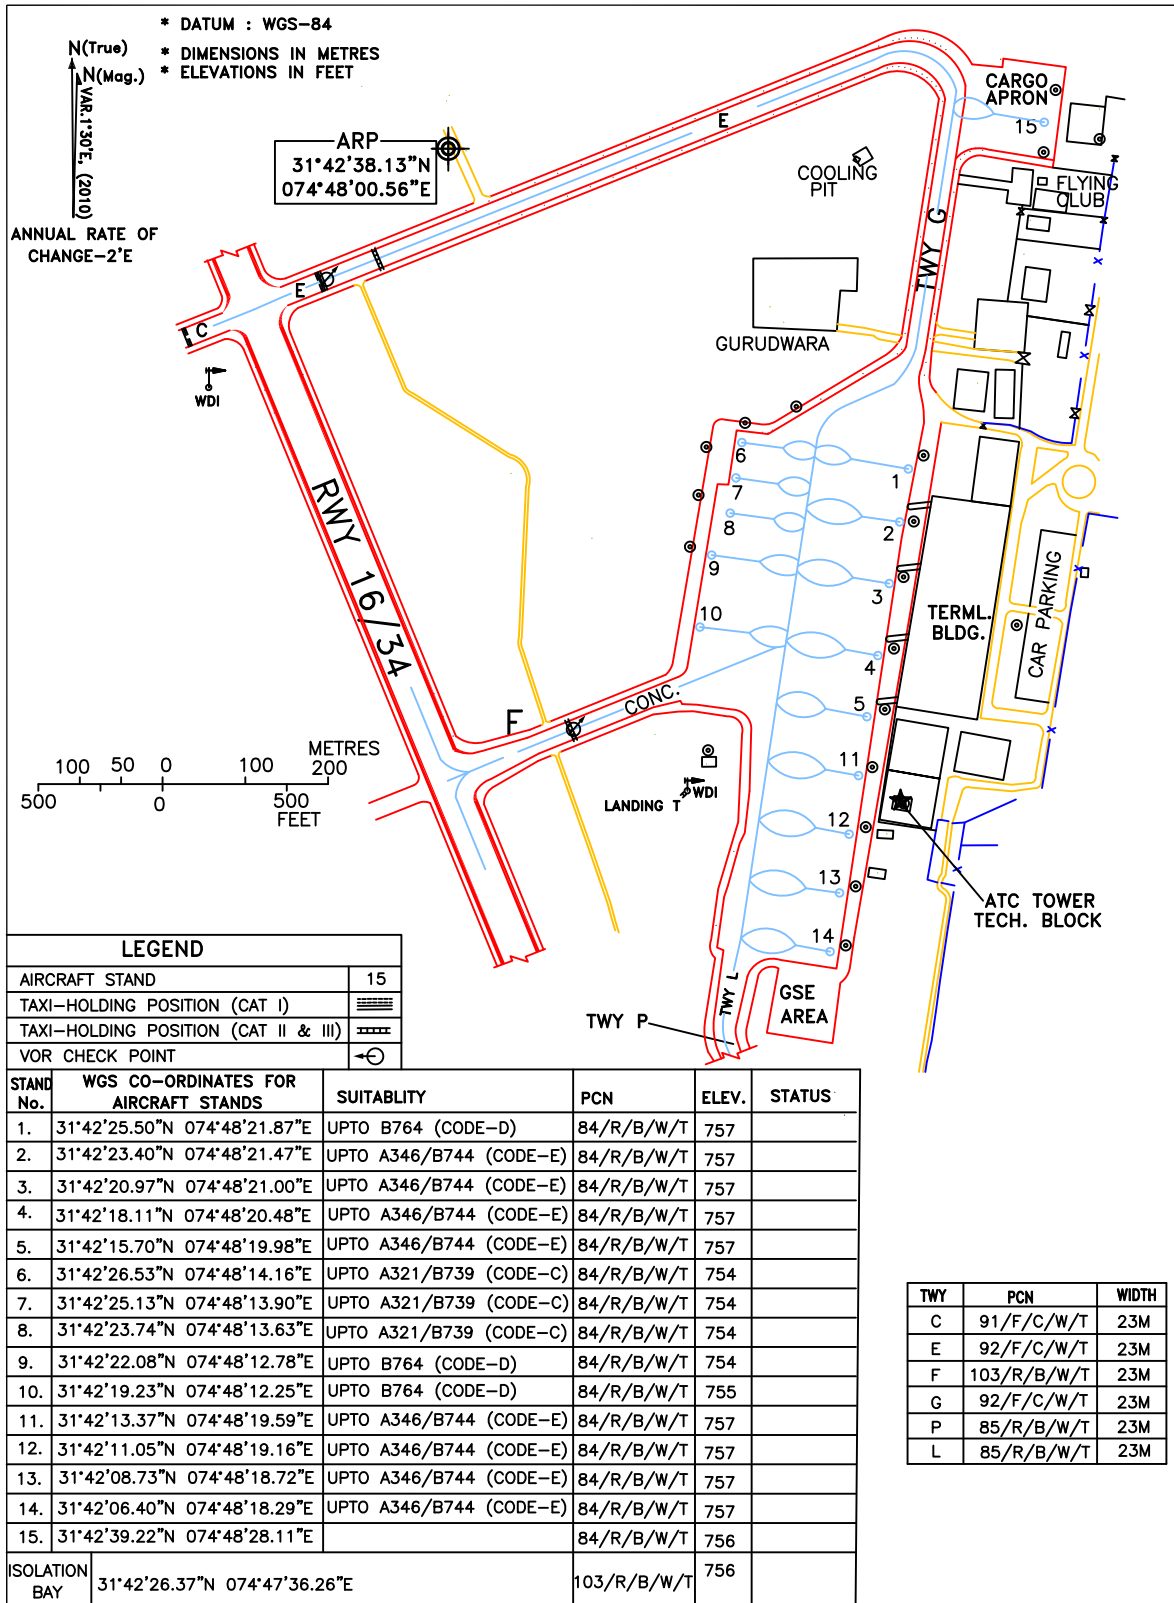 * DATUM : WGS-84
* DIMENSIONS IN METRES
* ELEVATIONS IN FEET
N(True)
N(Mag.)
VAR.1°30'E, (2010)
ANNUAL RATE OF
CHANGE-2'E
ARP
31°42'38.13"N
074°48'00.56"E
E
CARGO
APRON
15
COOLING
PIT
FLYING
CLUB
TWY G
GURUDWARA
E
C
WDI
RWY 16/34
6
7
8
9
10
1
2
3
4
5
11
12
13
14
TERML.
BLDG.
CAR PARKING
F
CONC.
LANDING T
WDI
METRES
100 50 0 100 200
500 0 500
FEET
ATC TOWER
TECH. BLOCK
TWY L
TWY P
GSE
AREA
LEGEND
AIRCRAFT STAND 15
TAXI-HOLDING POSITION (CAT I)
TAXI-HOLDING POSITION (CAT II & III)
VOR CHECK POINT
STAND No. WGS CO-ORDINATES FOR AIRCRAFT STANDS SUITABLITY PCN ELEV. STATUS
1. 31°42'25.50"N 074°48'21.87"E UPTO B764 (CODE-D) 84/R/B/W/T 757
2. 31°42'23.40"N 074°48'21.47"E UPTO A346/B744 (CODE-E) 84/R/B/W/T 757
3. 31°42'20.97"N 074°48'21.00"E UPTO A346/B744 (CODE-E) 84/R/B/W/T 757
4. 31°42'18.11"N 074°48'20.48"E UPTO A346/B744 (CODE-E) 84/R/B/W/T 757
5. 31°42'15.70"N 074°48'19.98"E UPTO A346/B744 (CODE-E) 84/R/B/W/T 757
6. 31°42'26.53"N 074°48'14.16"E UPTO A321/B739 (CODE-C) 84/R/B/W/T 754
7. 31°42'25.13"N 074°48'13.90"E UPTO A321/B739 (CODE-C) 84/R/B/W/T 754
8. 31°42'23.74"N 074°48'13.63"E UPTO A321/B739 (CODE-C) 84/R/B/W/T 754
9. 31°42'22.08"N 074°48'12.78"E UPTO B764 (CODE-D) 84/R/B/W/T 754
10. 31°42'19.23"N 074°48'12.25"E UPTO B764 (CODE-D) 84/R/B/W/T 755
11. 31°42'13.37"N 074°48'19.59"E UPTO A346/B744 (CODE-E) 84/R/B/W/T 757
12. 31°42'11.05"N 074°48'19.16"E UPTO A346/B744 (CODE-E) 84/R/B/W/T 757
13. 31°42'08.73"N 074°48'18.72"E UPTO A346/B744 (CODE-E) 84/R/B/W/T 757
14. 31°42'06.40"N 074°48'18.29"E UPTO A346/B744 (CODE-E) 84/R/B/W/T 757
15. 31°42'39.22"N 074°48'28.11"E 84/R/B/W/T 756
ISOLATION BAY 31°42'26.37"N 074°47'36.26"E 103/R/B/W/T 756
TWY PCN WIDTH
C 91/F/C/W/T 23M
E 92/F/C/W/T 23M
F 103/R/B/W/T 23M
G 92/F/C/W/T 23M
P 85/R/B/W/T 23M
L 85/R/B/W/T 23M